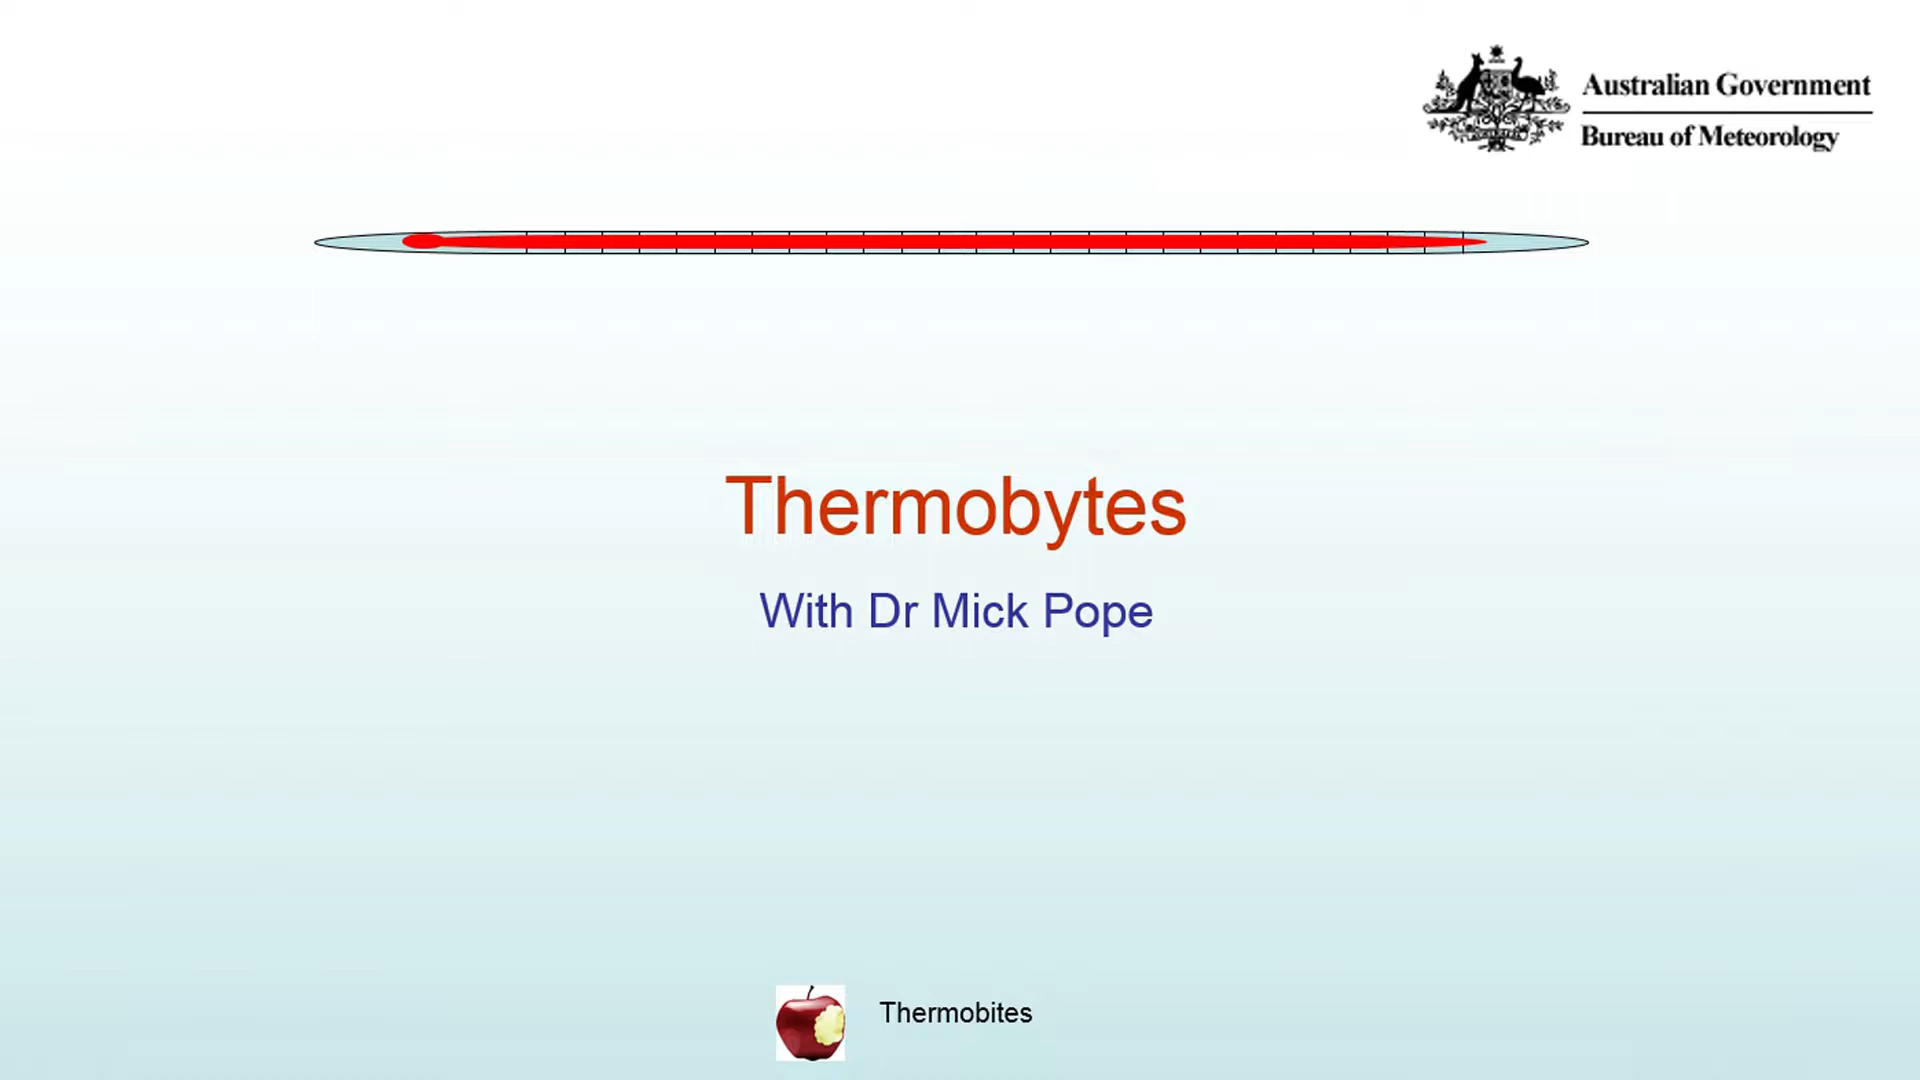 Australian Government
Bureau of Meteorology
Thermobytes
With Dr Mick Pope
Thermobites